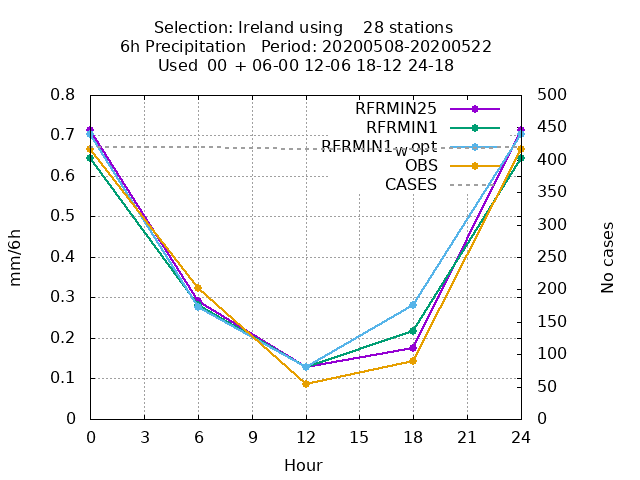 Selection: Ireland using 28 stations
6h Precipitation Period: 20200508-20200522
Used 00 + 06-00 12-06 18-12 24-18
RFRMIN25
RFRMIN1
RFRMIN1wopt
OBS
CASES
mm/6h
0.8
0.7
0.6
0.5
0.4
0.3
0.2
0.1
0
No cases
500
450
400
350
300
250
200
150
100
50
0
0 3 6 9 12 15 18 21 24
Hour